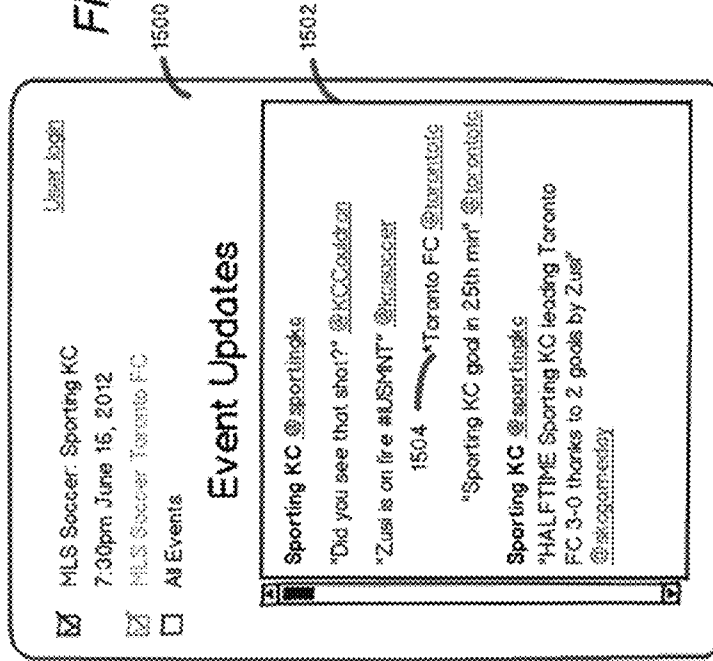 1500
1502
User login
MLS Soccer: Sporting KC
7:30pm June 16, 2012
MLS Soccer Toronto FC
All Events
Event Updates
Sporting KC @sportingkc
"Did you see that shot?" @KCCauldron
"Zusi is on fire #USMNT" @kcsoccer
1504
*Toronto FC @torontofc
"Sporting KC goal in 25th min" @torontofc
Sporting KC @sportingkc
"HALFTIME Sporting KC leading Toronto
FC 3-0 thanks to 2 goals by Zusi"